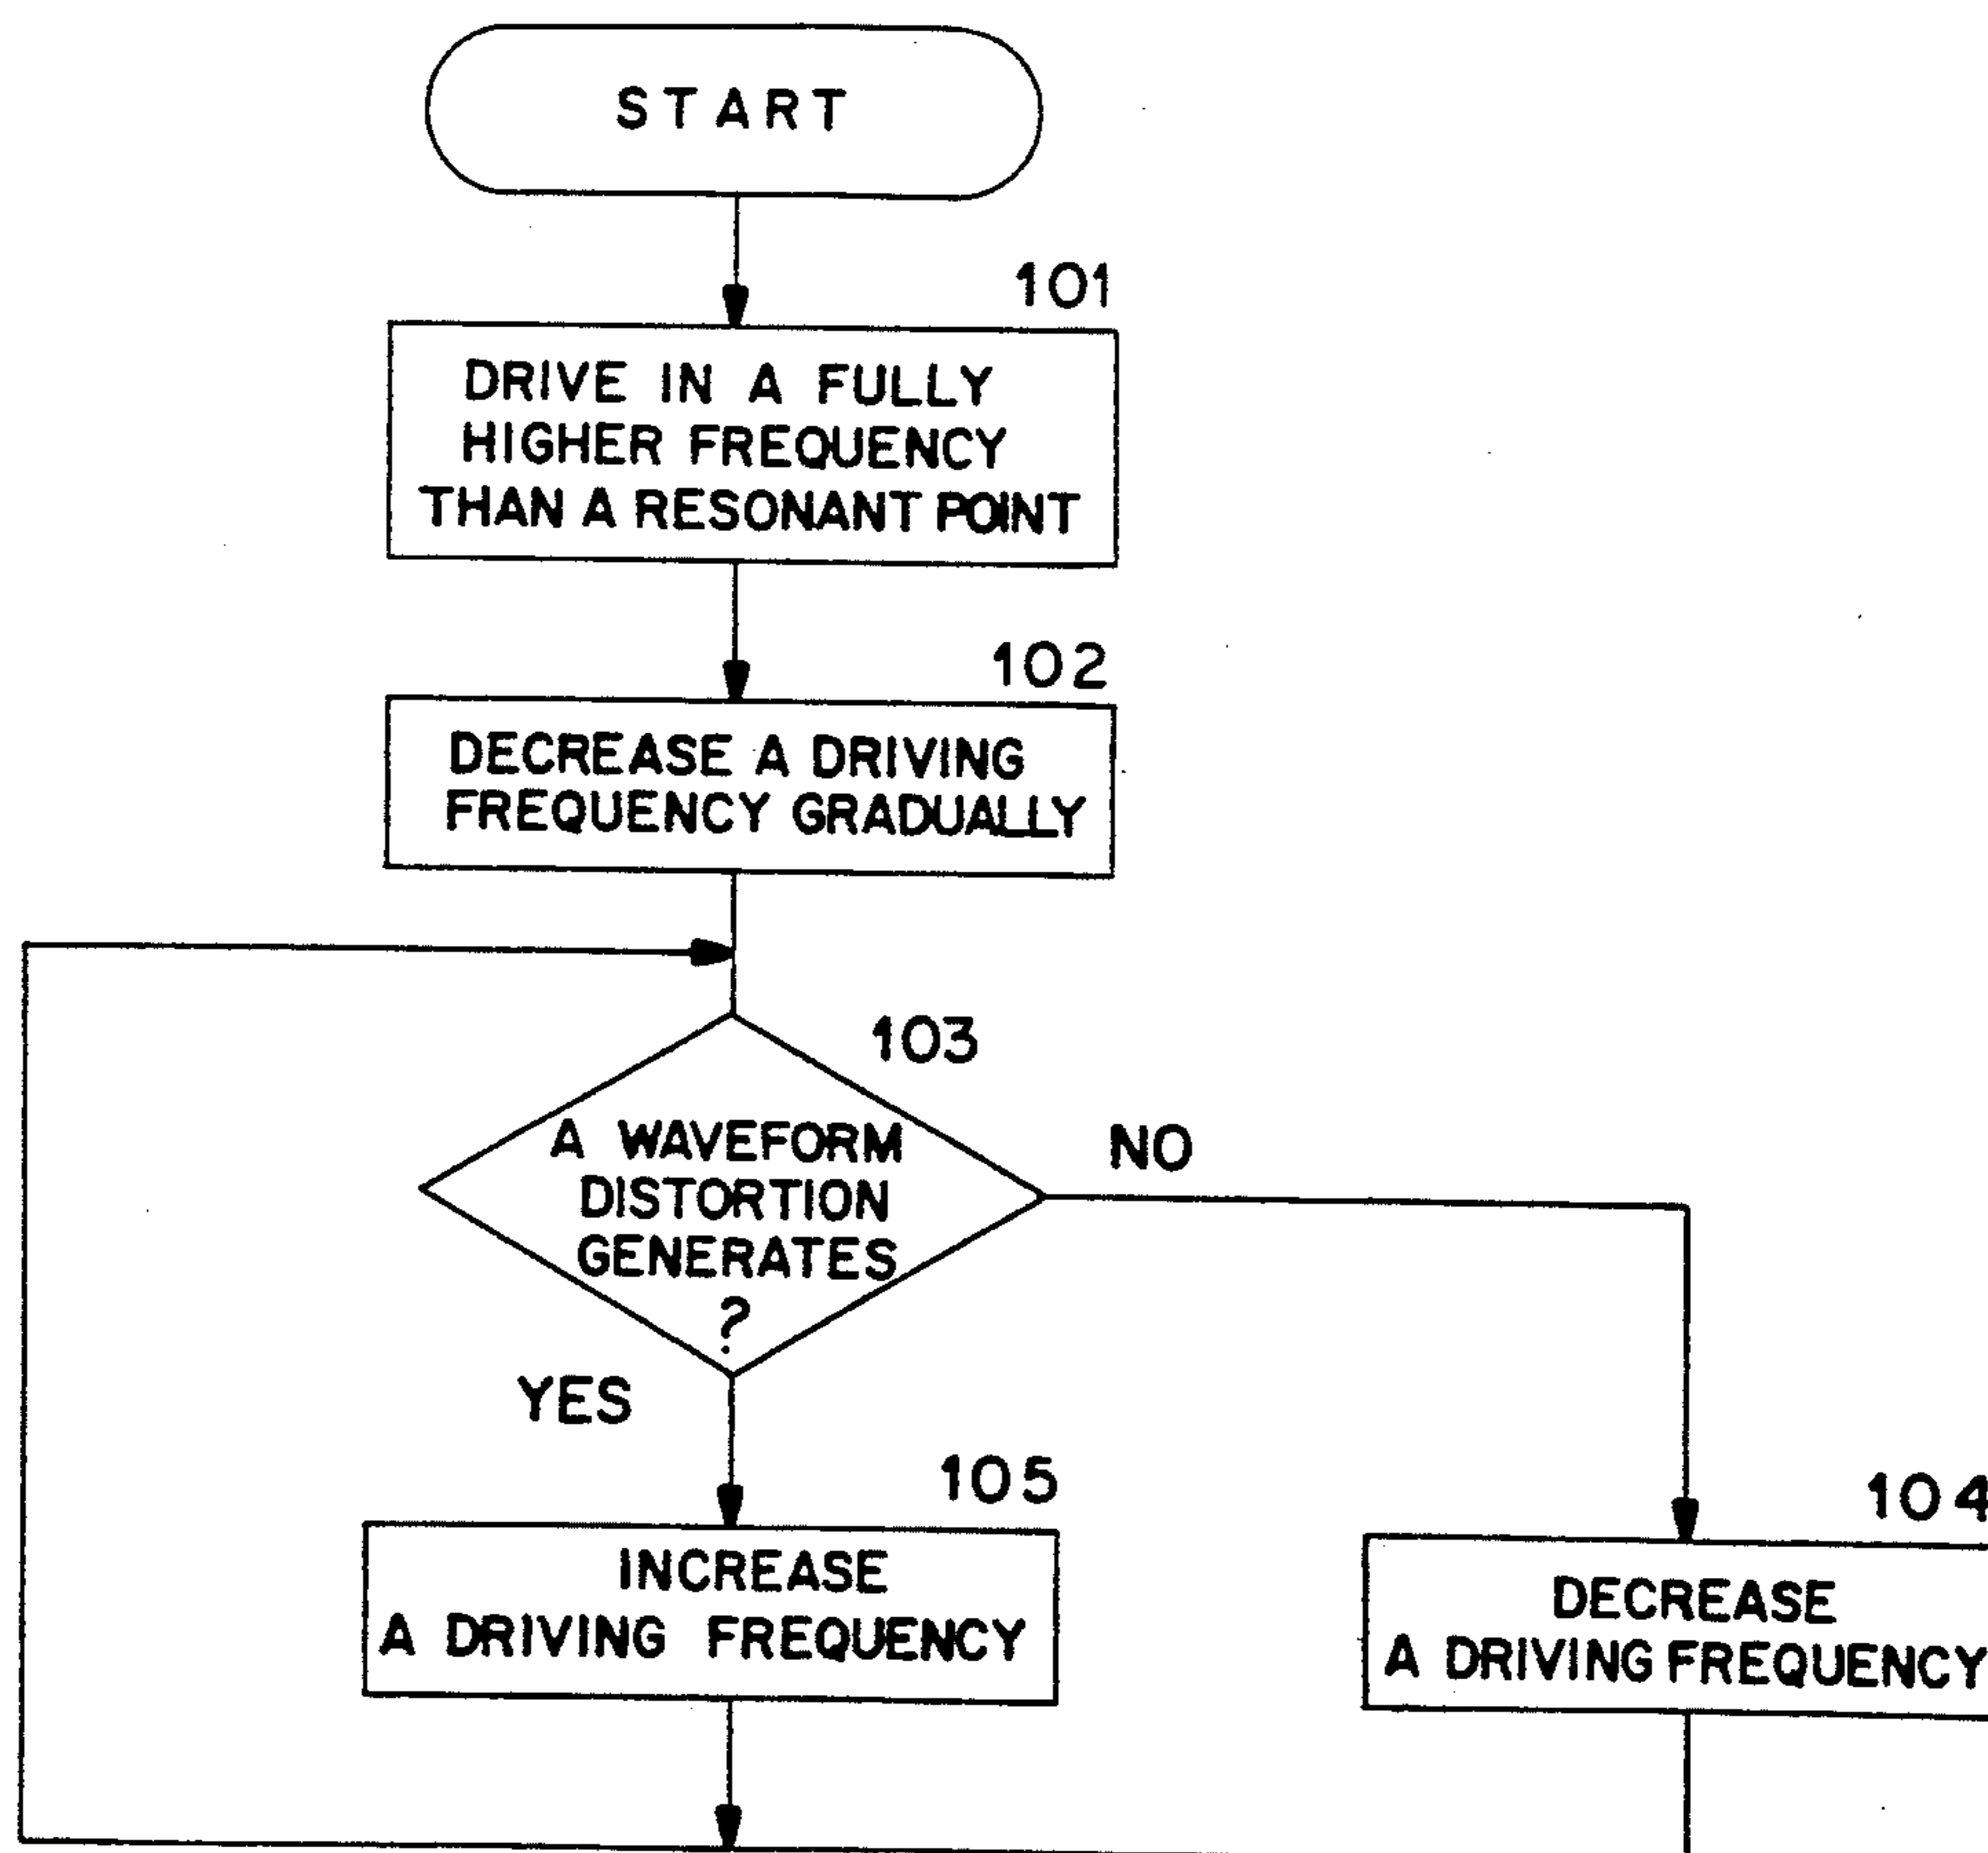 START
101
DRIVE IN A FULLY
HIGHER FREQUENCY
THAN A RESONANT POINT
102
DECREASE A DRIVING
FREQUENCY GRADUALLY
103
A WAVEFORM
DISTORTION
GENERATES
?
NO
YES
105
INCREASE
A DRIVING FREQUENCY
104
DECREASE
A DRIVING FREQUENCY